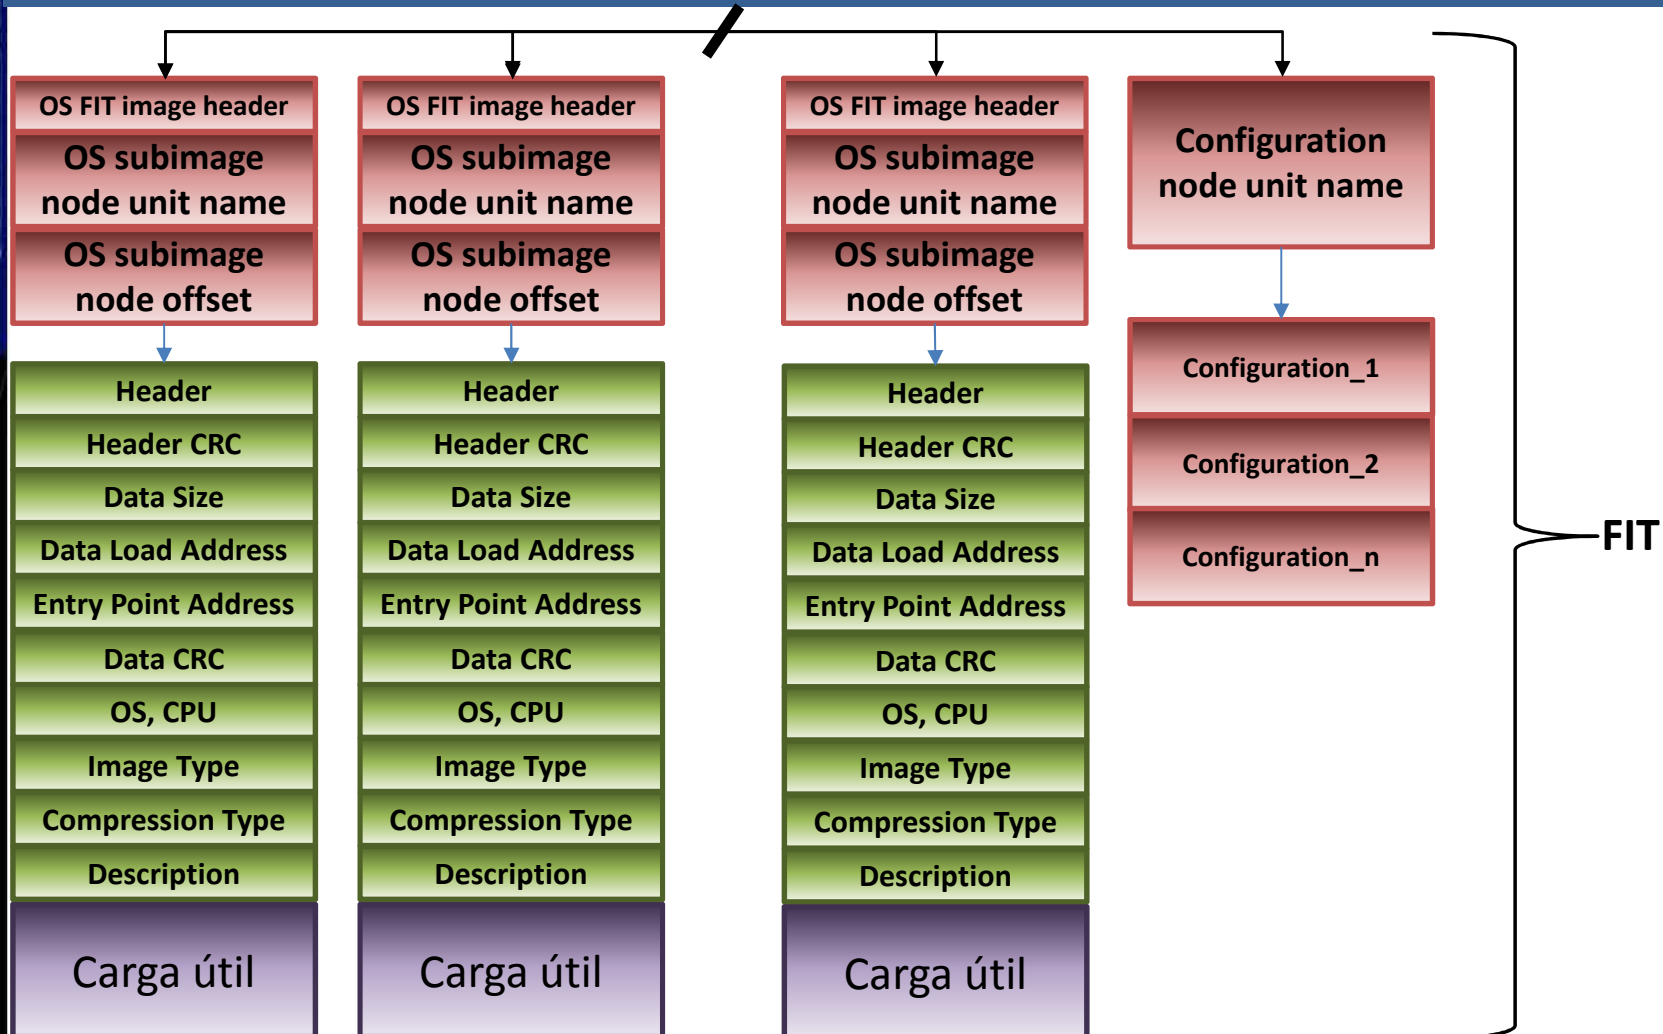 OS FIT image header
OS subimage
node unit name
OS subimage
node offset
Header
Header CRC
Data Size
Data Load Address
Entry Point Address
Data CRC
OS, CPU
Image Type
Compression Type
Description
Carga útil
OS FIT image header
OS subimage
node unit name
OS subimage
node offset
Header
Header CRC
Data Size
Data Load Address
Entry Point Address
Data CRC
OS, CPU
Image Type
Compression Type
Description
Carga útil
OS FIT image header
OS subimage
node unit name
OS subimage
node offset
Header
Header CRC
Data Size
Data Load Address
Entry Point Address
Data CRC
OS, CPU
Image Type
Compression Type
Description
Carga útil
Configuration
node unit name
Configuration_1
Configuration_2
Configuration_n
FIT